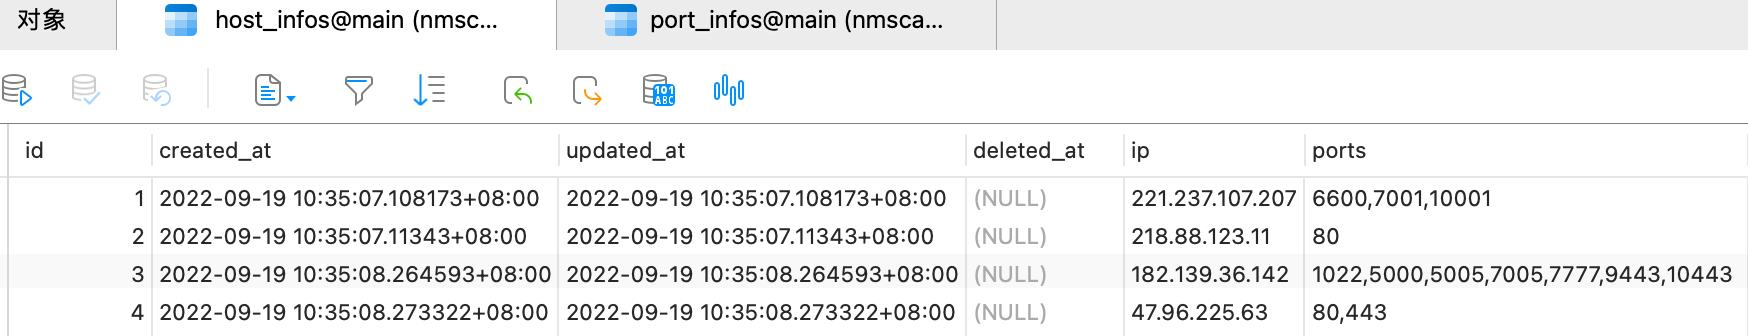 对象 host_infos@main (nmsc... port_infos@main (nmsca...
101
ABC
id created_at updated_at deleted_at ip ports
1 2022-09-19 10:35:07.108173+08:00 2022-09-19 10:35:07.108173+08:00 (NULL) 221.237.107.207 6600,7001,10001
2 2022-09-19 10:35:07.11343+08:00 2022-09-19 10:35:07.11343+08:00 (NULL) 218.88.123.11 80
3 2022-09-19 10:35:08.264593+08:00 2022-09-19 10:35:08.264593+08:00 (NULL) 182.139.36.142 1022,5000,5005,7005,7777,9443,10443
4 2022-09-19 10:35:08.273322+08:00 2022-09-19 10:35:08.273322+08:00 (NULL) 47.96.225.63 80,443